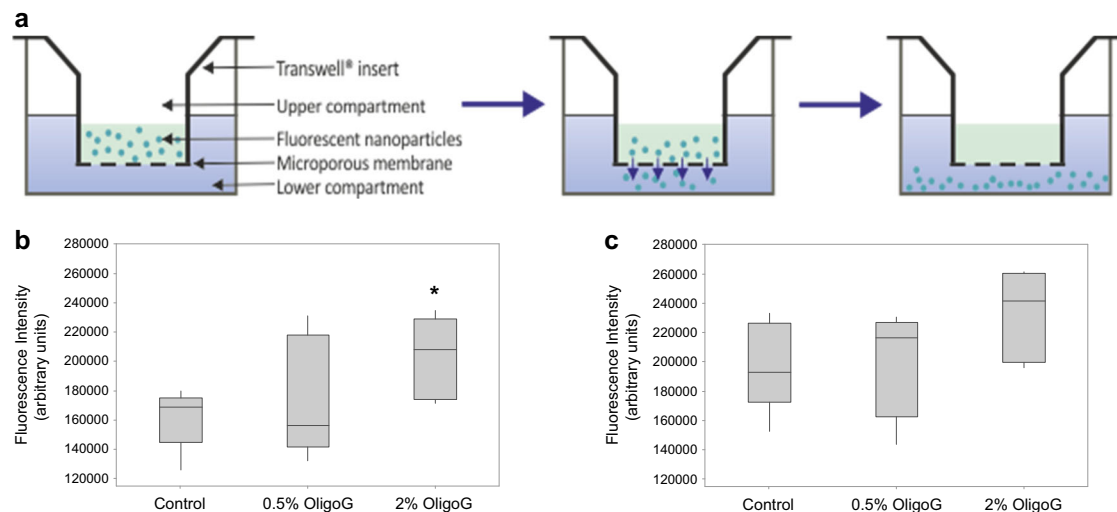 a
Transwell® insert
Upper compartment
Fluorescent nanoparticles
Microporous membrane
Lower compartment
b
Fluorescence Intensity
(arbitrary units)
280000
260000
240000
220000
200000
180000
160000
140000
120000
*
Control
0.5% OligoG
2% OligoG
c
Fluorescence Intensity
(arbitrary units)
280000
260000
240000
220000
200000
180000
160000
140000
120000
Control
0.5% OligoG
2% OligoG